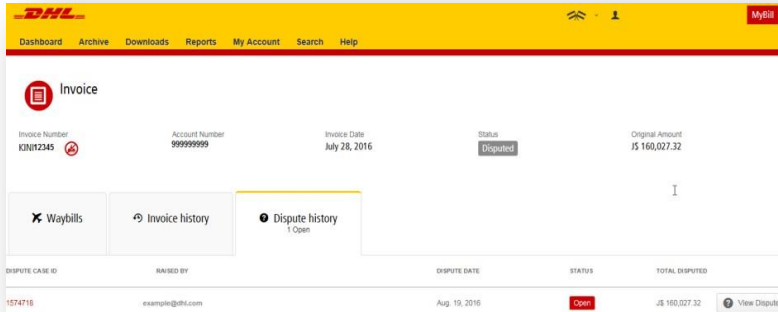 DHL
MyBill
Dashboard Archive Downloads Reports My Account Search Help
Invoice
Invoice Number Account Number Invoice Date Status Original Amount
KINI12345 999999999 July 28, 2016 Disputed J$ 160,027.32
Waybills Invoice history Dispute history
1 Open
DISPUTE CASE ID RAISED BY DISPUTE DATE STATUS TOTAL DISPUTED
1574718 example@dhl.com Aug. 19, 2016 Open J$ 160,027.32 View Dispute